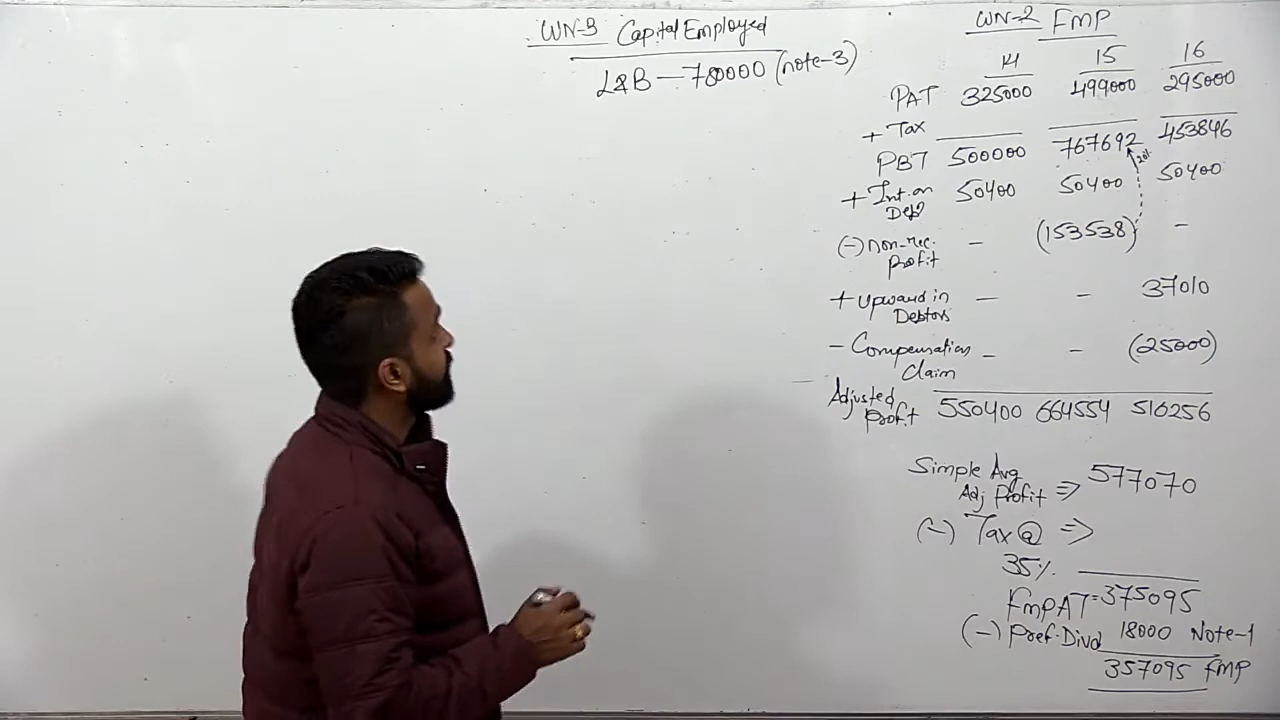 WN-3 Capital Employed
L&B — 780000 (note-3)
WN-2 FMP
14 15 16
PAT 325000 499000 295000
+ Tax
PBT 500000 767692 453846
20%
+ Int. on 50400 50400 50400
Deb?
(-) non-rec. - (153538) -
Profit
+ Upward in - - 37010
Debtors
- Compensation - - (25000)
Claim
Adjusted
Profit 550400 664554 516256
Simple Avg
Adj Profit => 577070
(-) Tax @ =>
35%
FMPAT = 375095
(-) Pref. Divd 18000 Note-1
357095 FMP